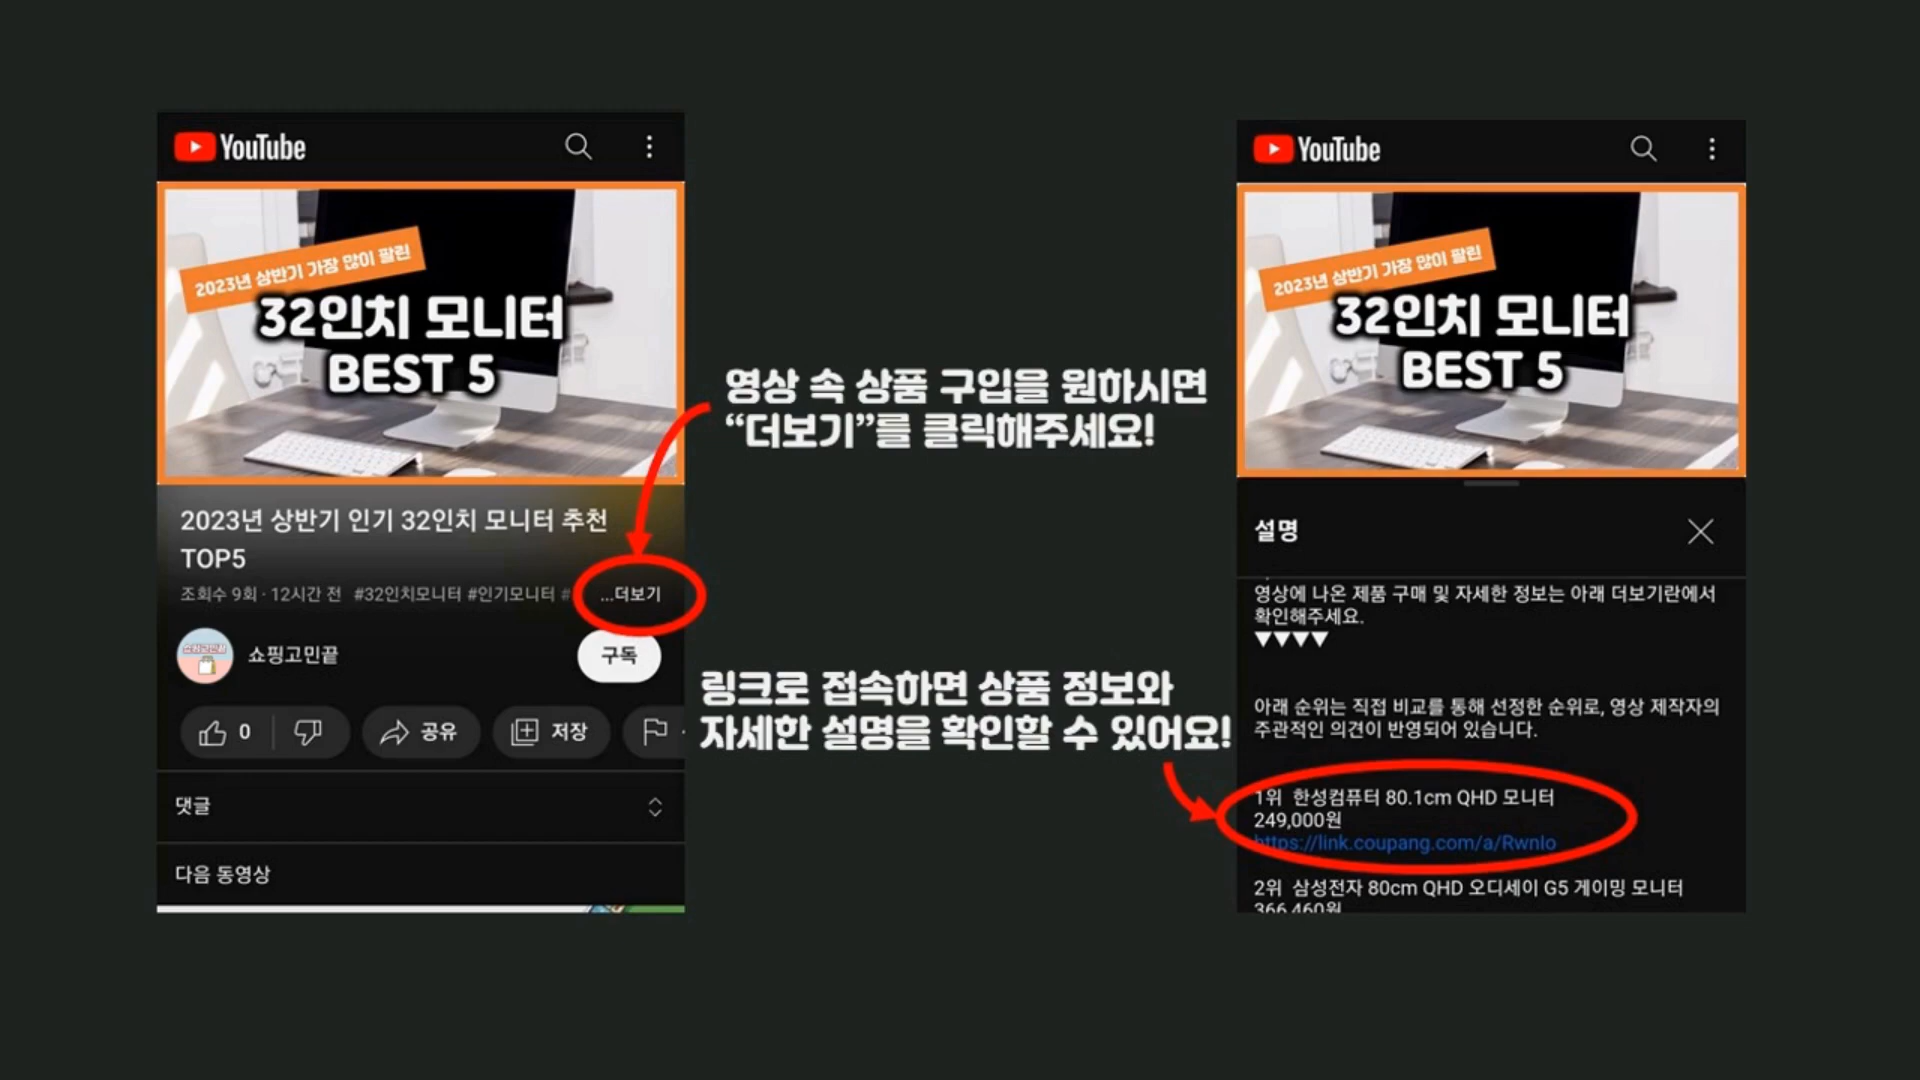 YouTube
2023년 상반기 가장 많이 팔린
32인치 모니터
BEST 5
2023년 상반기 인기 32인치 모니터 추천
TOP5
조회수 9회 · 12시간 전 #32인치모니터 #인기모니터 # ...더보기
쇼핑고민끝
쇼핑고민끝
구독
0
공유
저장
댓글
다음 동영상
영상 속 상품 구입을 원하시면
“더보기”를 클릭해주세요!
링크로 접속하면 상품 정보와
자세한 설명을 확인할 수 있어요!
YouTube
2023년 상반기 가장 많이 팔린
32인치 모니터
BEST 5
설명
영상에 나온 제품 구매 및 자세한 정보는 아래 더보기란에서
확인해주세요.
▼▼▼▼
아래 순위는 직접 비교를 통해 선정한 순위로, 영상 제작자의
주관적인 의견이 반영되어 있습니다.
1위 한성컴퓨터 80.1cm QHD 모니터
249,000원
https://link.coupang.com/a/RwnIo
2위 삼성전자 80cm QHD 오디세이 G5 게이밍 모니터
366,460원